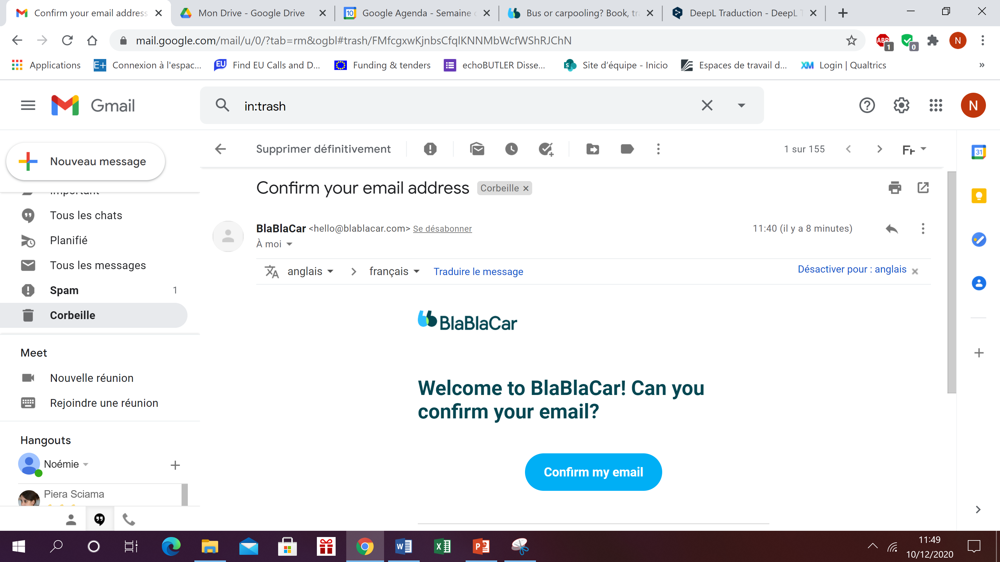 Confirm your email address
Mon Drive - Google Drive
Google Agenda - Semaine
Bus or carpooling? Book, tra
DeepL Traduction - DeepL T
mail.google.com/mail/u/0/?tab=rm&ogbl#trash/FMfcgxwKjnbsCfqlKNNMbWcfWShRJChN
ABP 1
0
N
Applications
E+ Connexion à l'espac...
EU Find EU Calls and D...
Funding & tenders
echoBUTLER Disse...
Site d'équipe - Inicio
Espaces de travail d...
XM Login | Qualtrics
»
Gmail
in:trash
N
Nouveau message
Supprimer définitivement
1 sur 155
Fr
31
Important
Tous les chats
Planifié
Tous les messages
Spam 1
Corbeille
Meet
Nouvelle réunion
Rejoindre une réunion
Hangouts
Noémie
Piera Sciama
Confirm your email address Corbeille ×
BlaBlaCar <hello@blablacar.com> Se désabonner
11:40 (il y a 8 minutes)
À moi
anglais > français Traduire le message
Désactiver pour : anglais ×
BlaBlaCar
Welcome to BlaBlaCar! Can you
confirm your email?
Confirm my email
11:49
10/12/2020